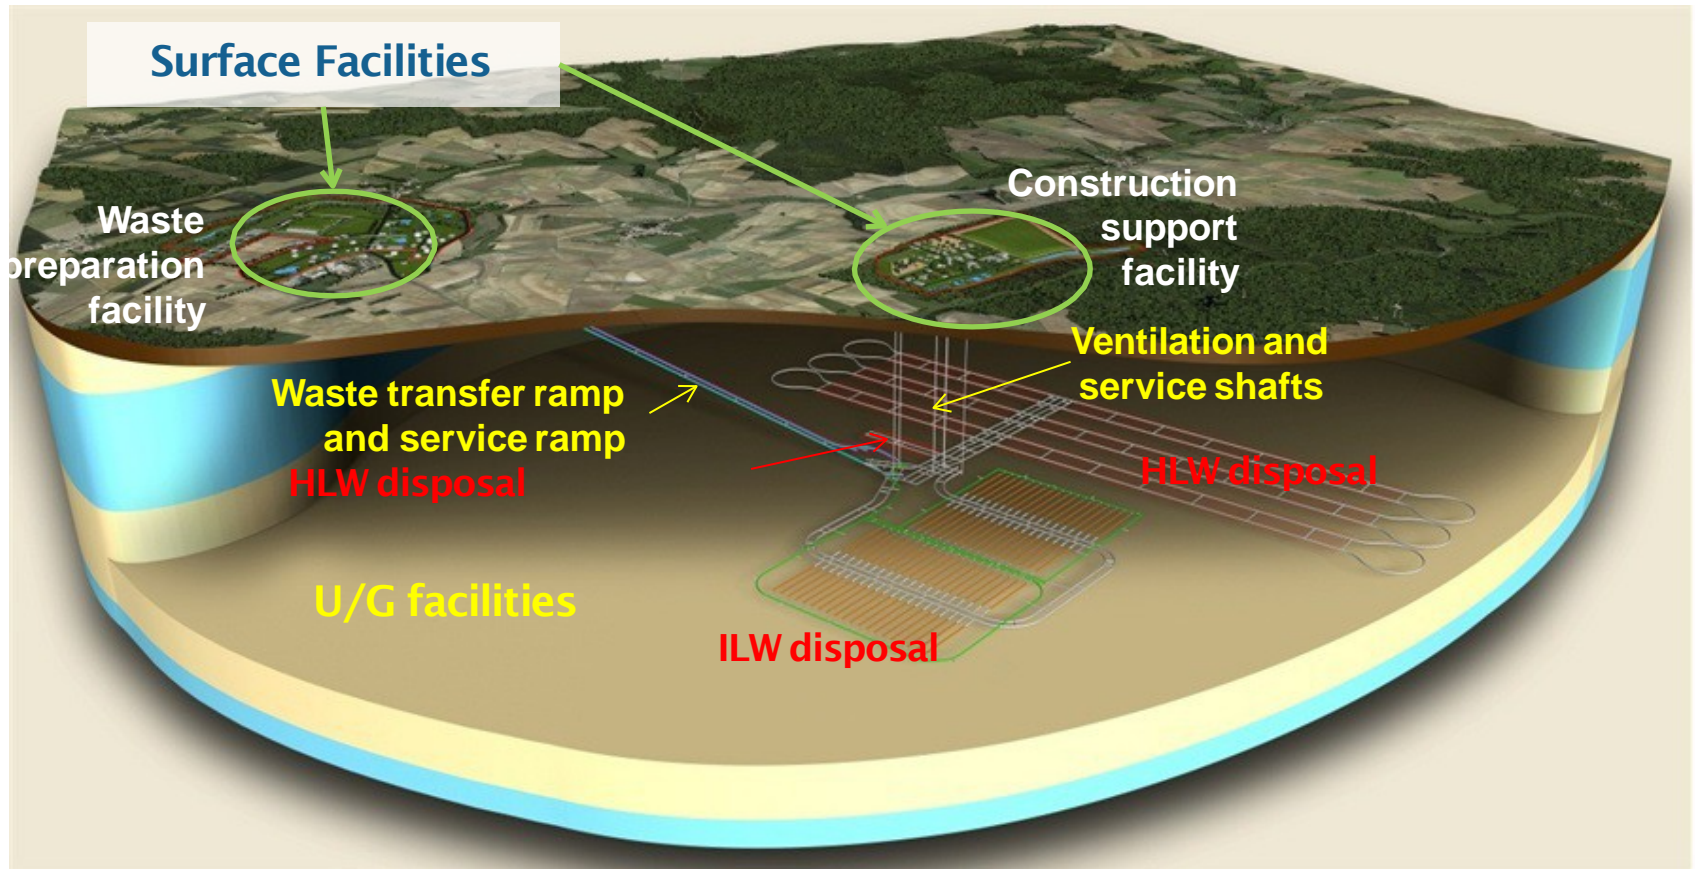 Surface Facilities
Waste
preparation
facility
Construction
support
facility
Ventilation and
service shafts
Waste transfer ramp
and service ramp
HLW disposal
HLW disposal
U/G facilities
ILW disposal